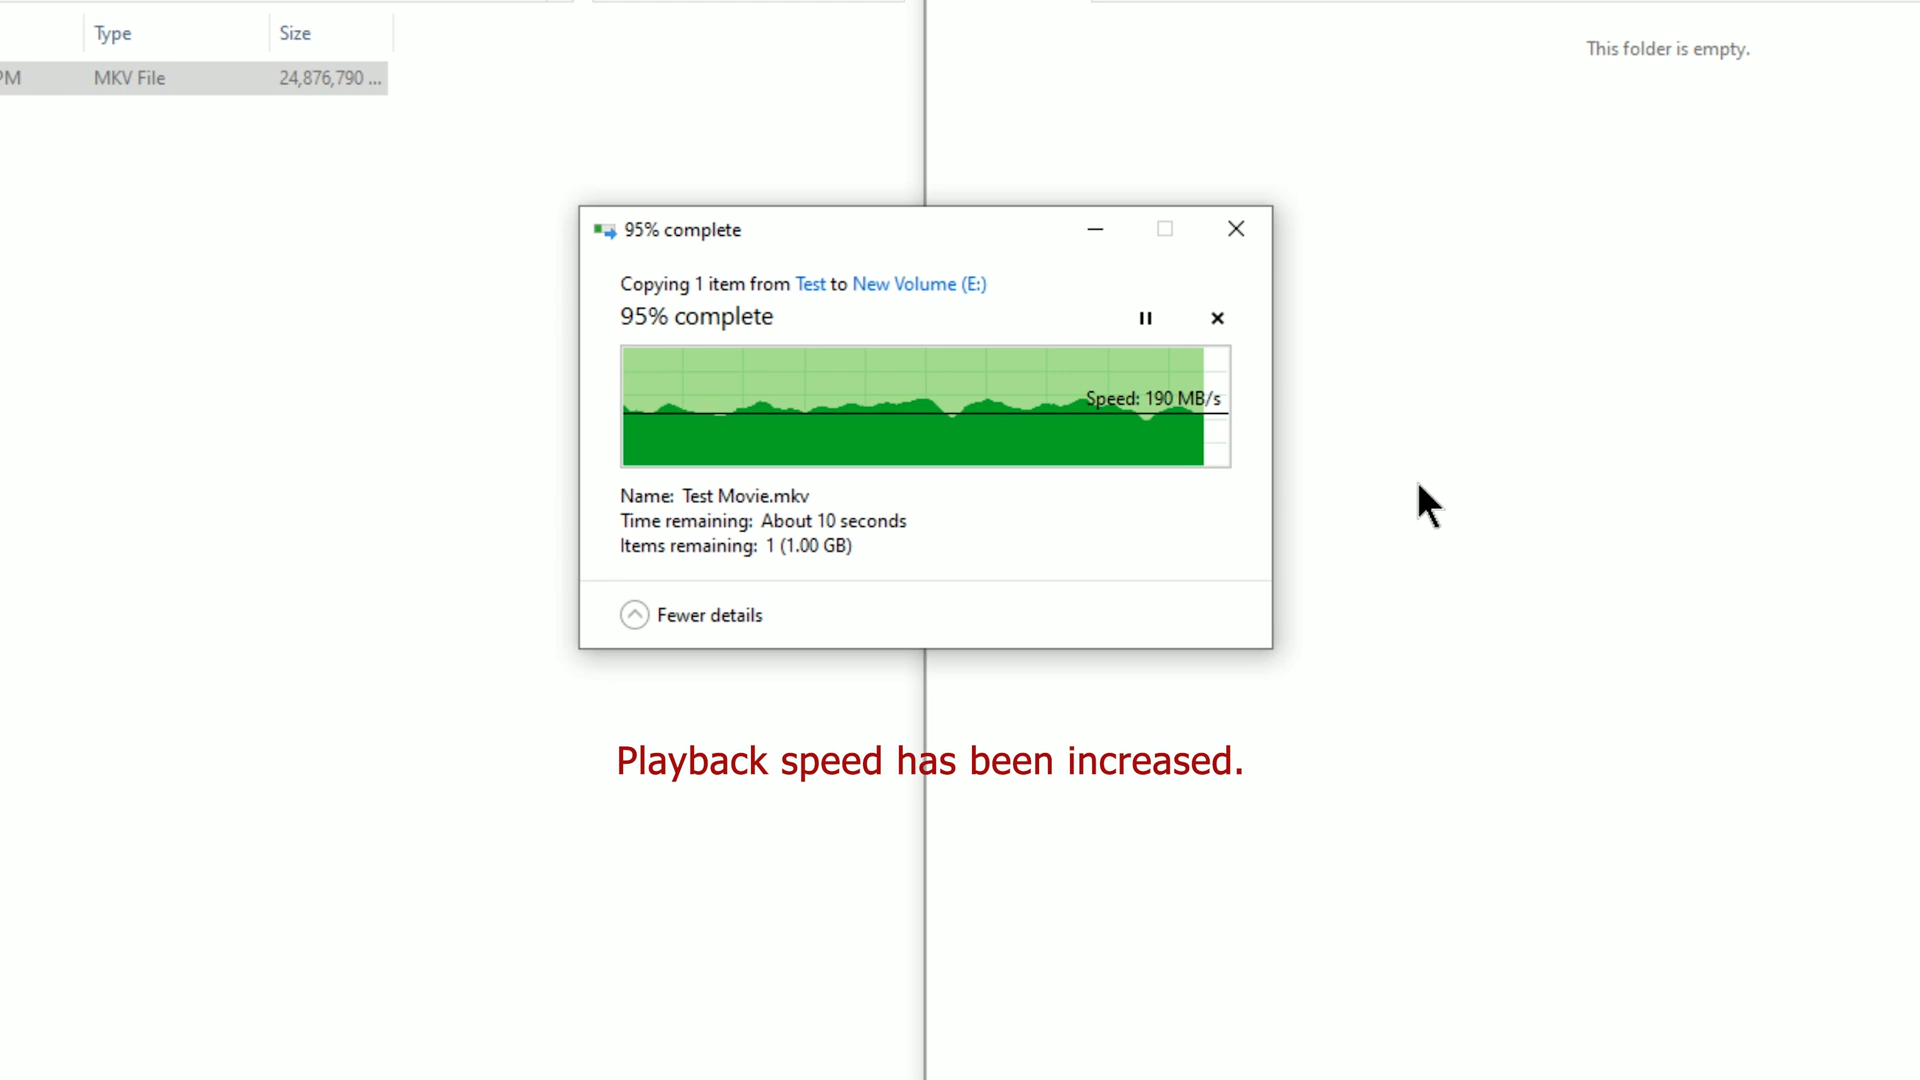 Type Size
This folder is empty.
PM MKV File 24,876,790 ...
95% complete
Copying 1 item from Test to New Volume (E:)
95% complete
Speed: 190 MB/s
Name: Test Movie.mkv
Time remaining: About 10 seconds
Items remaining: 1 (1.00 GB)
Fewer details
Playback speed has been increased.